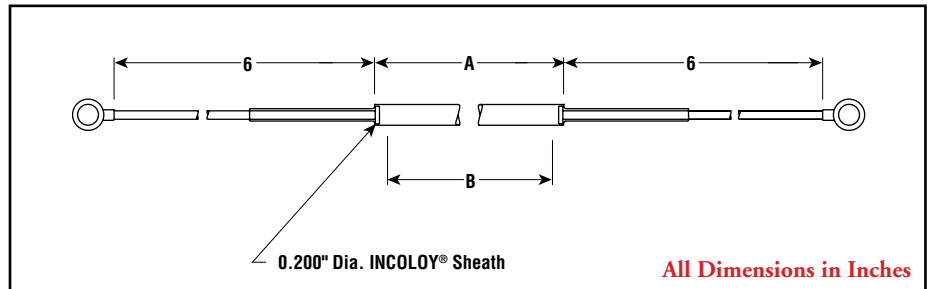 6 A 6
B
0.200" Dia. INCOLOY® Sheath
All Dimensions in Inches